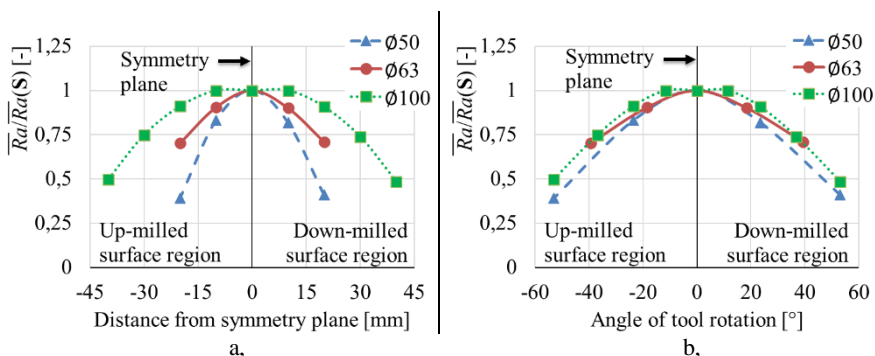 1,25
1
0,75
0,5
0,25
0
Ra/Ra(S) [-]
Symmetry
plane
Ø50
Ø63
Ø100
Up-milled
surface region
Down-milled
surface region
-45 -30 -15 0 15 30 45
Distance from symmetry plane [mm]
a,
1,25
1
0,75
0,5
0,25
0
Ra/Ra(S) [-]
Symmetry
plane
Ø50
Ø63
Ø100
Up-milled
surface region
Down-milled
surface region
-60 -40 -20 0 20 40 60
Angle of tool rotation [°]
b,